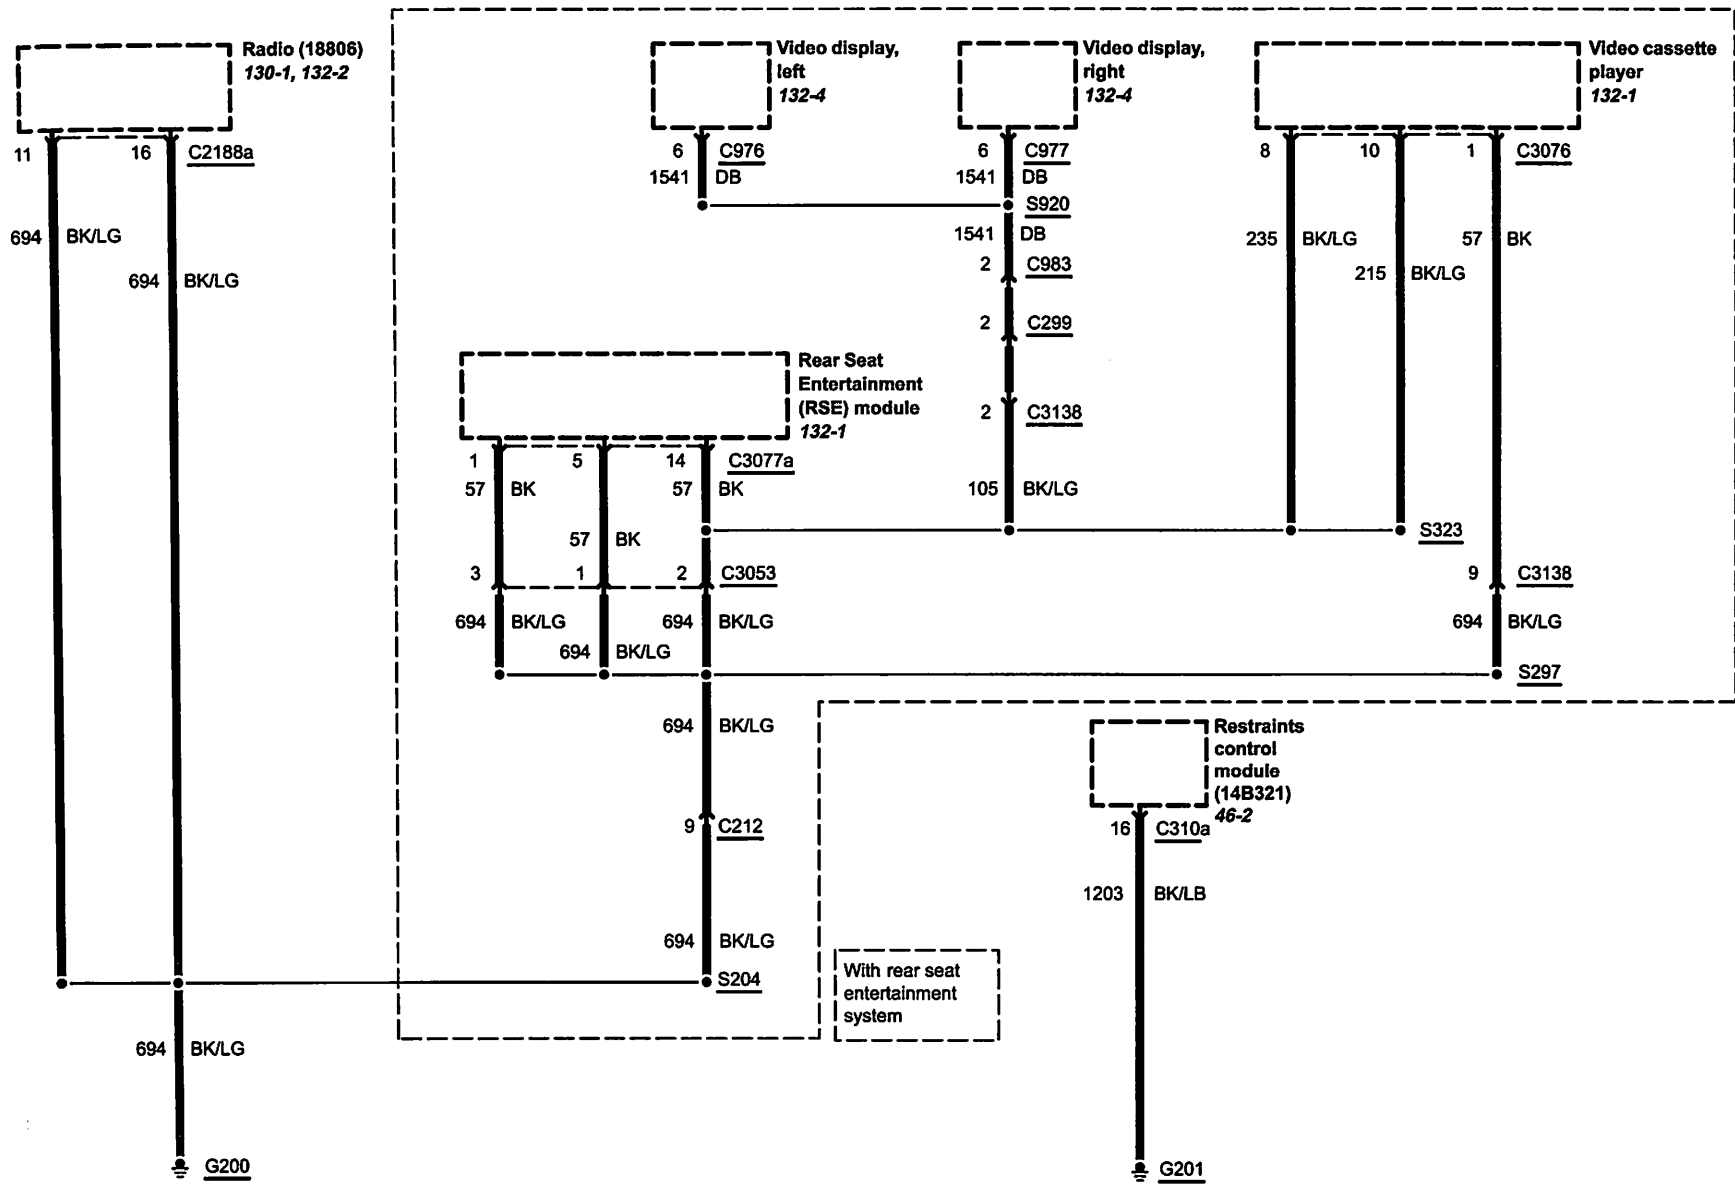 Radio (18806)
130-1, 132-2
11
16
C2188a
694
BK/LG
694
BK/LG
Video display,
left
132-4
6
C976
1541
DB
Video display,
right
132-4
6
C977
1541
DB
S920
1541
DB
2
C983
2
C299
2
C3138
105
BK/LG
Video cassette
player
132-1
8
10
1
C3076
235
BK/LG
57
BK
215
BK/LG
Rear Seat
Entertainment
(RSE) module
132-1
1
5
14
C3077a
57
BK
57
BK
57
BK
S323
3
1
2
C3053
9
C3138
694
BK/LG
694
BK/LG
694
BK/LG
694
BK/LG
S297
694
BK/LG
9
C212
694
BK/LG
S204
694
BK/LG
G200
With rear seat
entertainment
system
Restraints
control
module
(14B321)
46-2
16
C310a
1203
BK/LB
G201